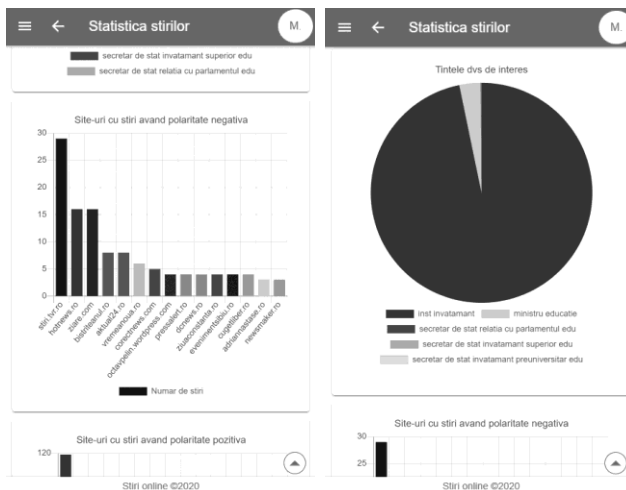 Statistica stirilor
M.
secretar de stat invatamant superior edu
secretar de stat relatia cu parlamentul edu
Site-uri cu stiri avand polaritate negativa
30
25
20
15
10
5
0
stiri.tvr.ro
hotnews.ro
ziare.com
bistriteanul.ro
aktual24.ro
vremeanoua.ro
corectnews.com
octavpelin.wordpress.com
pressalert.ro
dcnews.ro
ziuaconstanta.ro
evenimentsibiu.ro
cugetliber.ro
adriannastase.ro
newsmaker.ro
Numar de stiri
Site-uri cu stiri avand polaritate pozitiva
120
Stiri online ©2020
Statistica stirilor
M.
Tintele dvs de interes
inst invatamant
ministru educatie
secretar de stat relatia cu parlamentul edu
secretar de stat invatamant superior edu
secretar de stat invatamant preuniversitar edu
Site-uri cu stiri avand polaritate negativa
30
25
Stiri online ©2020